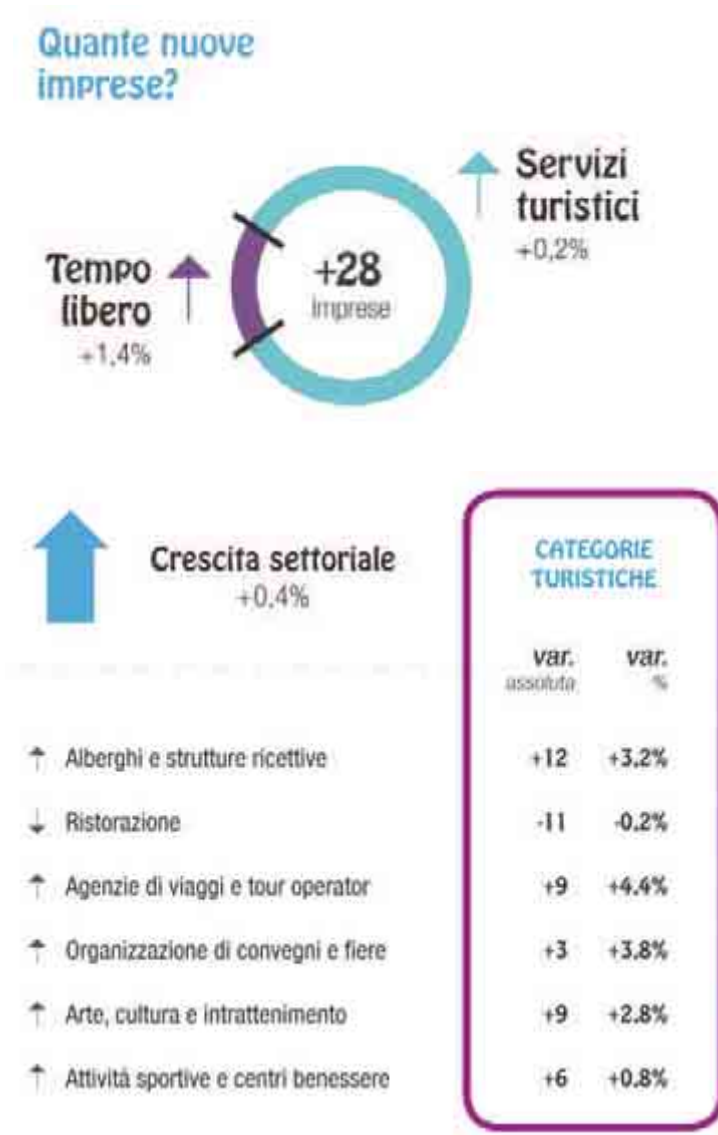 Quante nuove
imprese?
Servizi
turistici
+0,2%
Tempo
libero
+1,4%
+28
Imprese
Crescita settoriale
+0,4%
CATEGORIE
TURISTICHE
var. var.
assoluta %
Alberghi e strutture ricettive +12 +3.2%
Ristorazione -11 -0.2%
Agenzie di viaggi e tour operator +9 +4.4%
Organizzazione di convegni e fiere +3 +3.8%
Arte, cultura e intrattenimento +9 +2.8%
Attività sportive e centri benessere +6 +0.8%